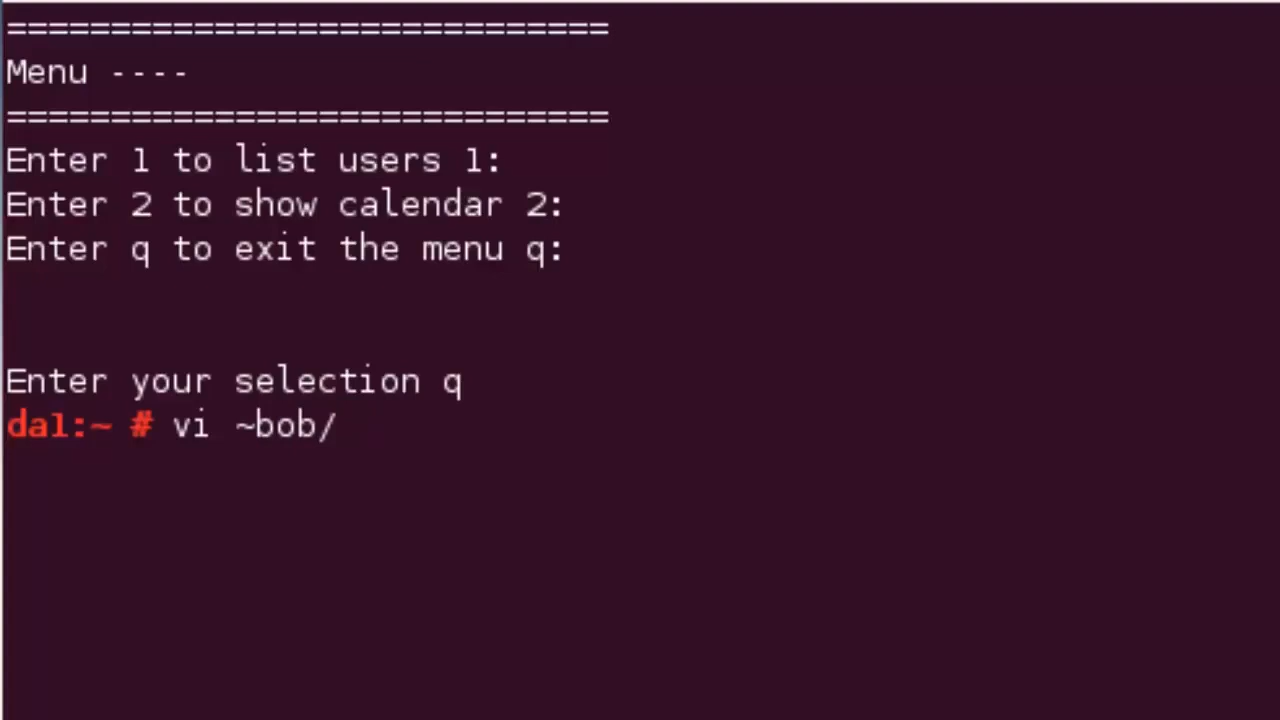 =============================
Menu ----
=============================
Enter 1 to list users 1:
Enter 2 to show calendar 2:
Enter q to exit the menu q:
Enter your selection q
dal:~ # vi ~bob/